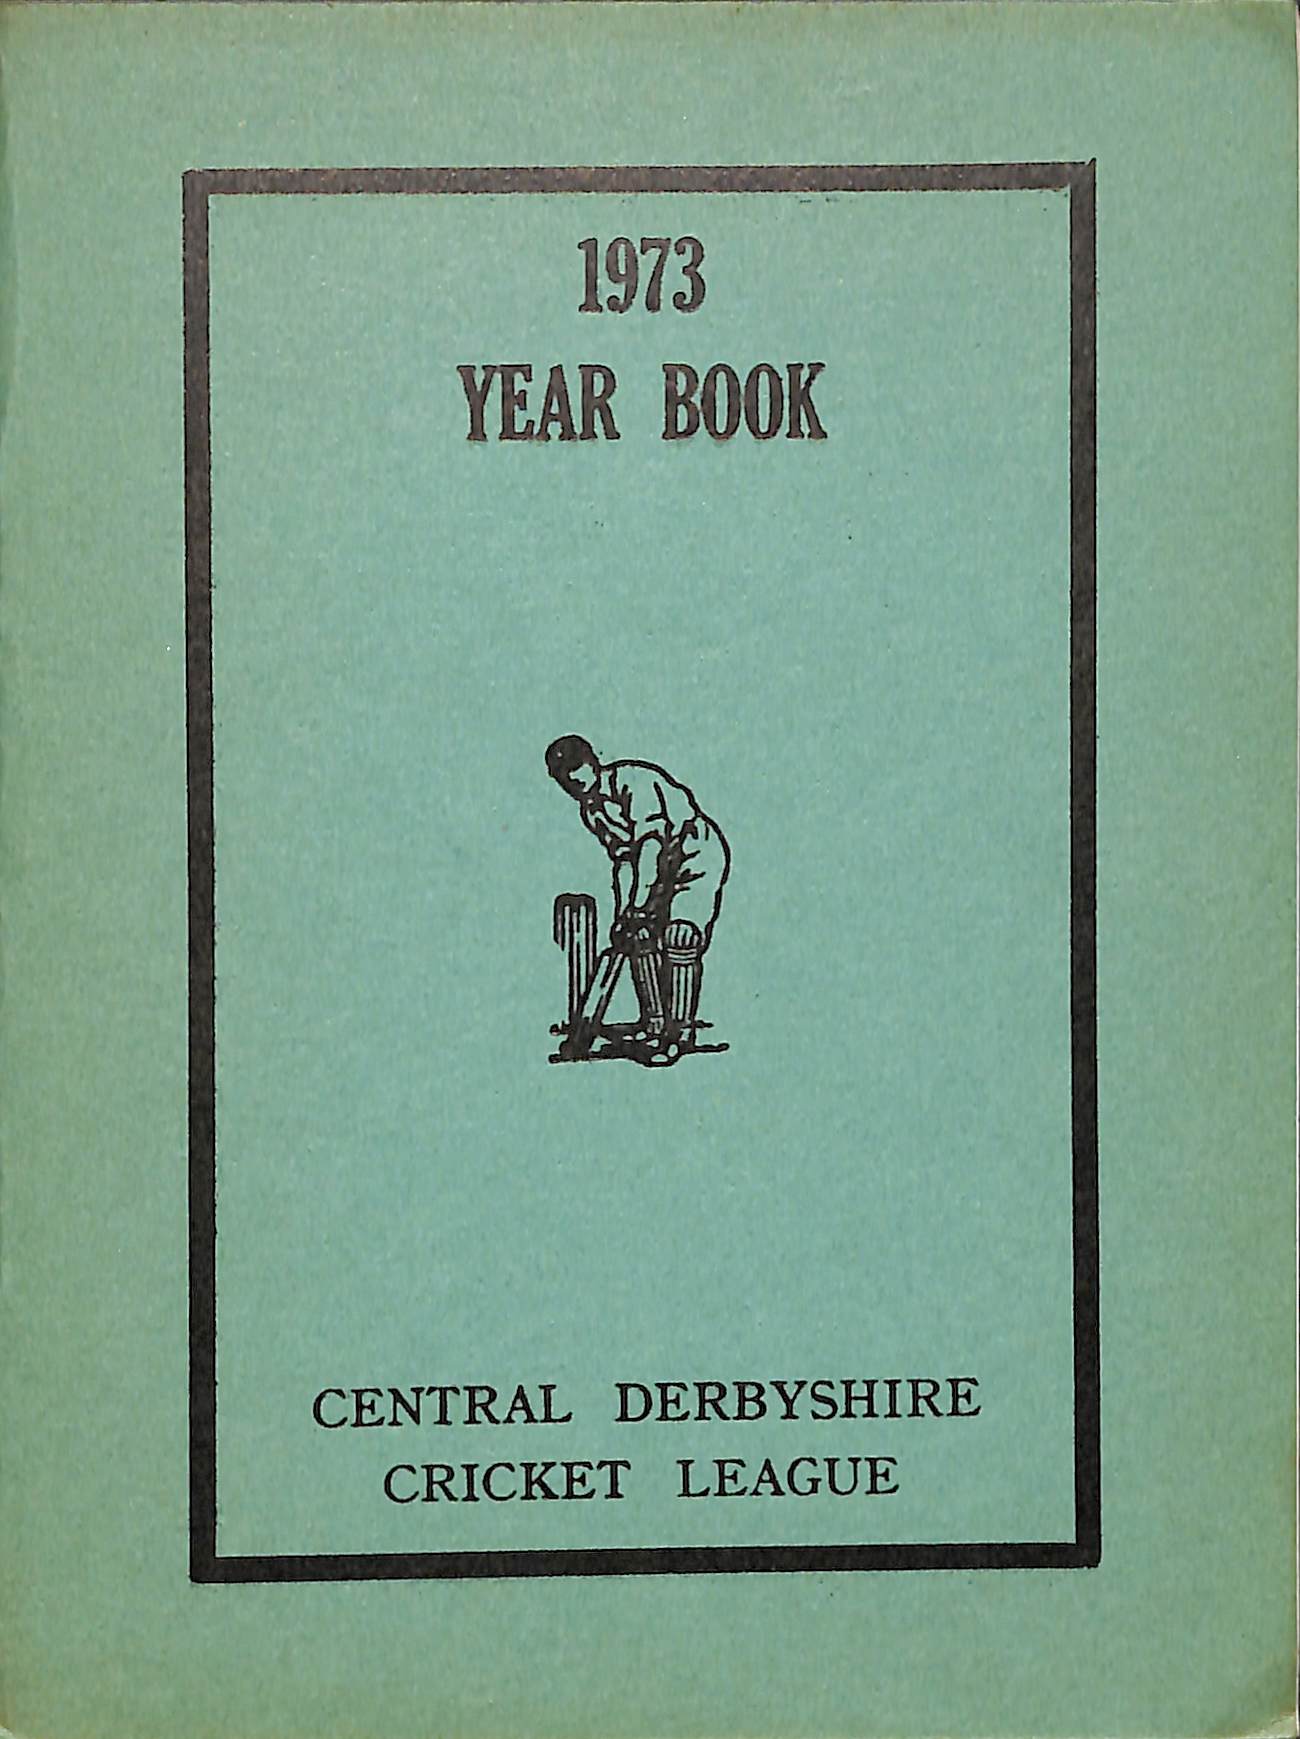 1973
YEAR BOOK
CENTRAL DERBYSHIRE
CRICKET LEAGUE